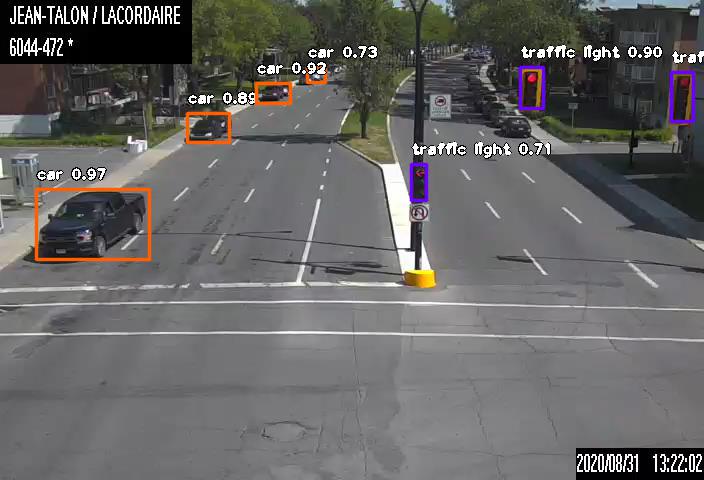 JEAN-TALON / LACORDAIRE
6044-472 *
car 0.73
traffic light 0.90
traf
car 0.92
car 0.89
traffic light 0.71
car 0.97
2020/08/31 13:22:02